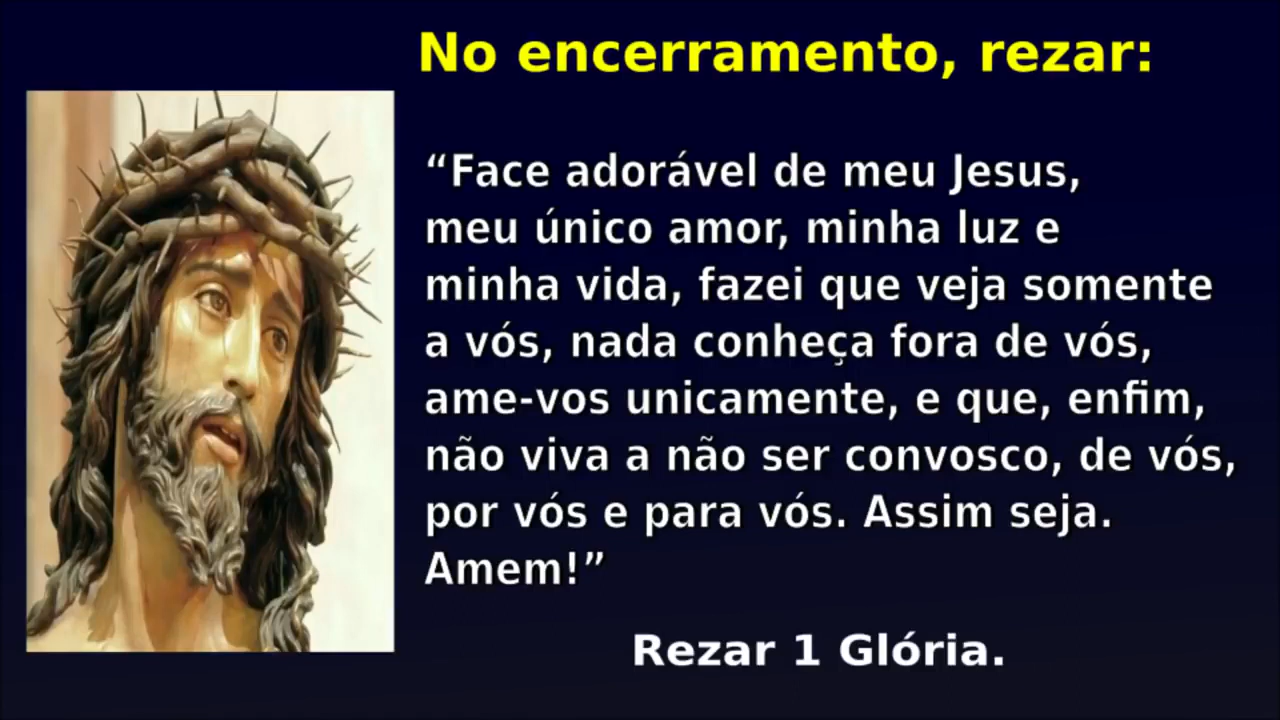 No encerramento, rezar:
“Face adorável de meu Jesus,
meu único amor, minha luz e
minha vida, fazei que veja somente
a vós, nada conheça fora de vós,
ame-vos unicamente, e que, enfim,
não viva a não ser convosco, de vós,
por vós e para vós. Assim seja.
Amem!”
Rezar 1 Glória.